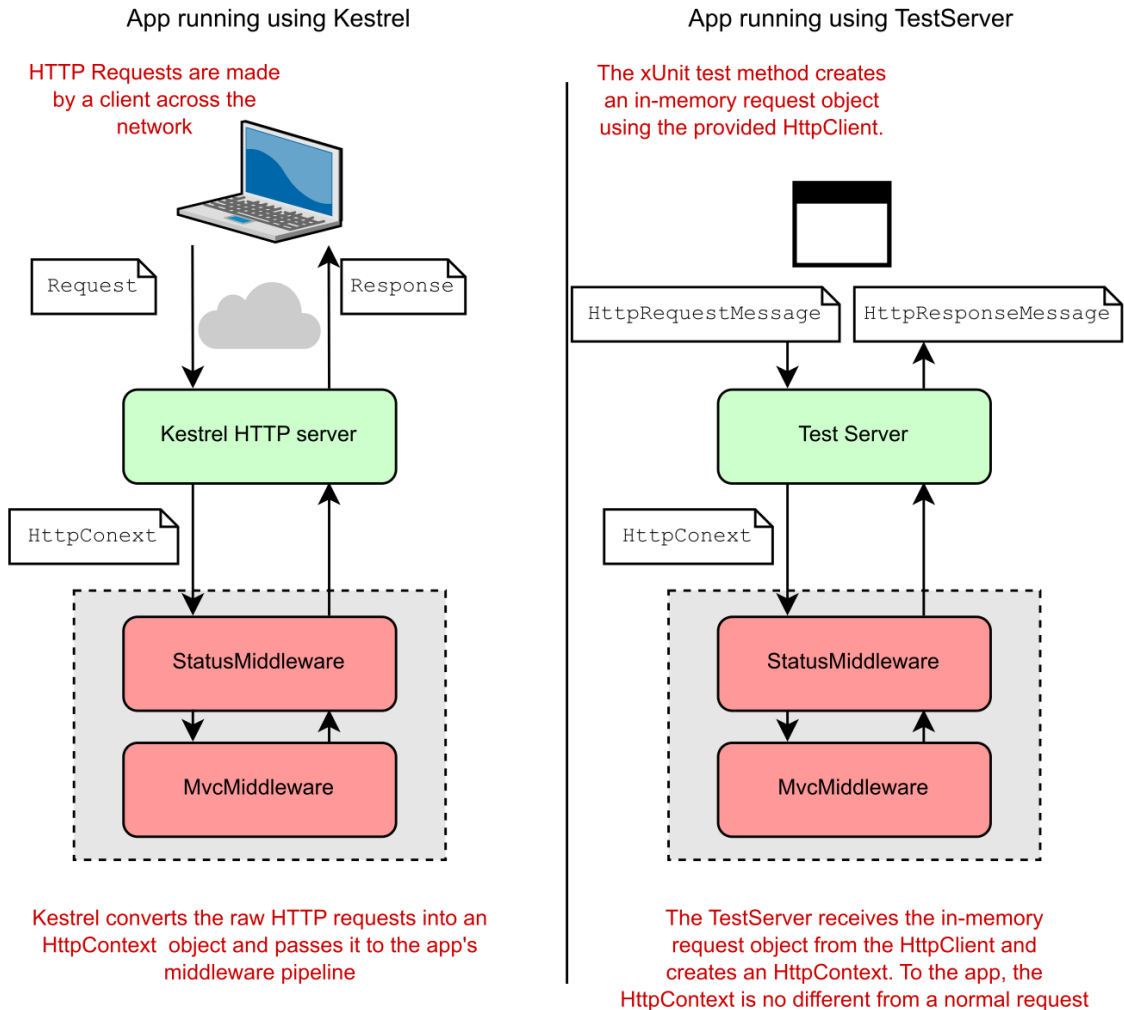 App running using Kestrel
HTTP Requests are made
by a client across the
network
Request
Response
Kestrel HTTP server
HttpConext
StatusMiddleware
MvcMiddleware
Kestrel converts the raw HTTP requests into an
HttpContext  object and passes it to the app's
middleware pipeline
App running using TestServer
The xUnit test method creates
an in-memory request object
using the provided HttpClient.
HttpRequestMessage
HttpResponseMessage
Test Server
HttpConext
StatusMiddleware
MvcMiddleware
The TestServer receives the in-memory
request object from the HttpClient and
creates an HttpContext. To the app, the
HttpContext is no different from a normal request